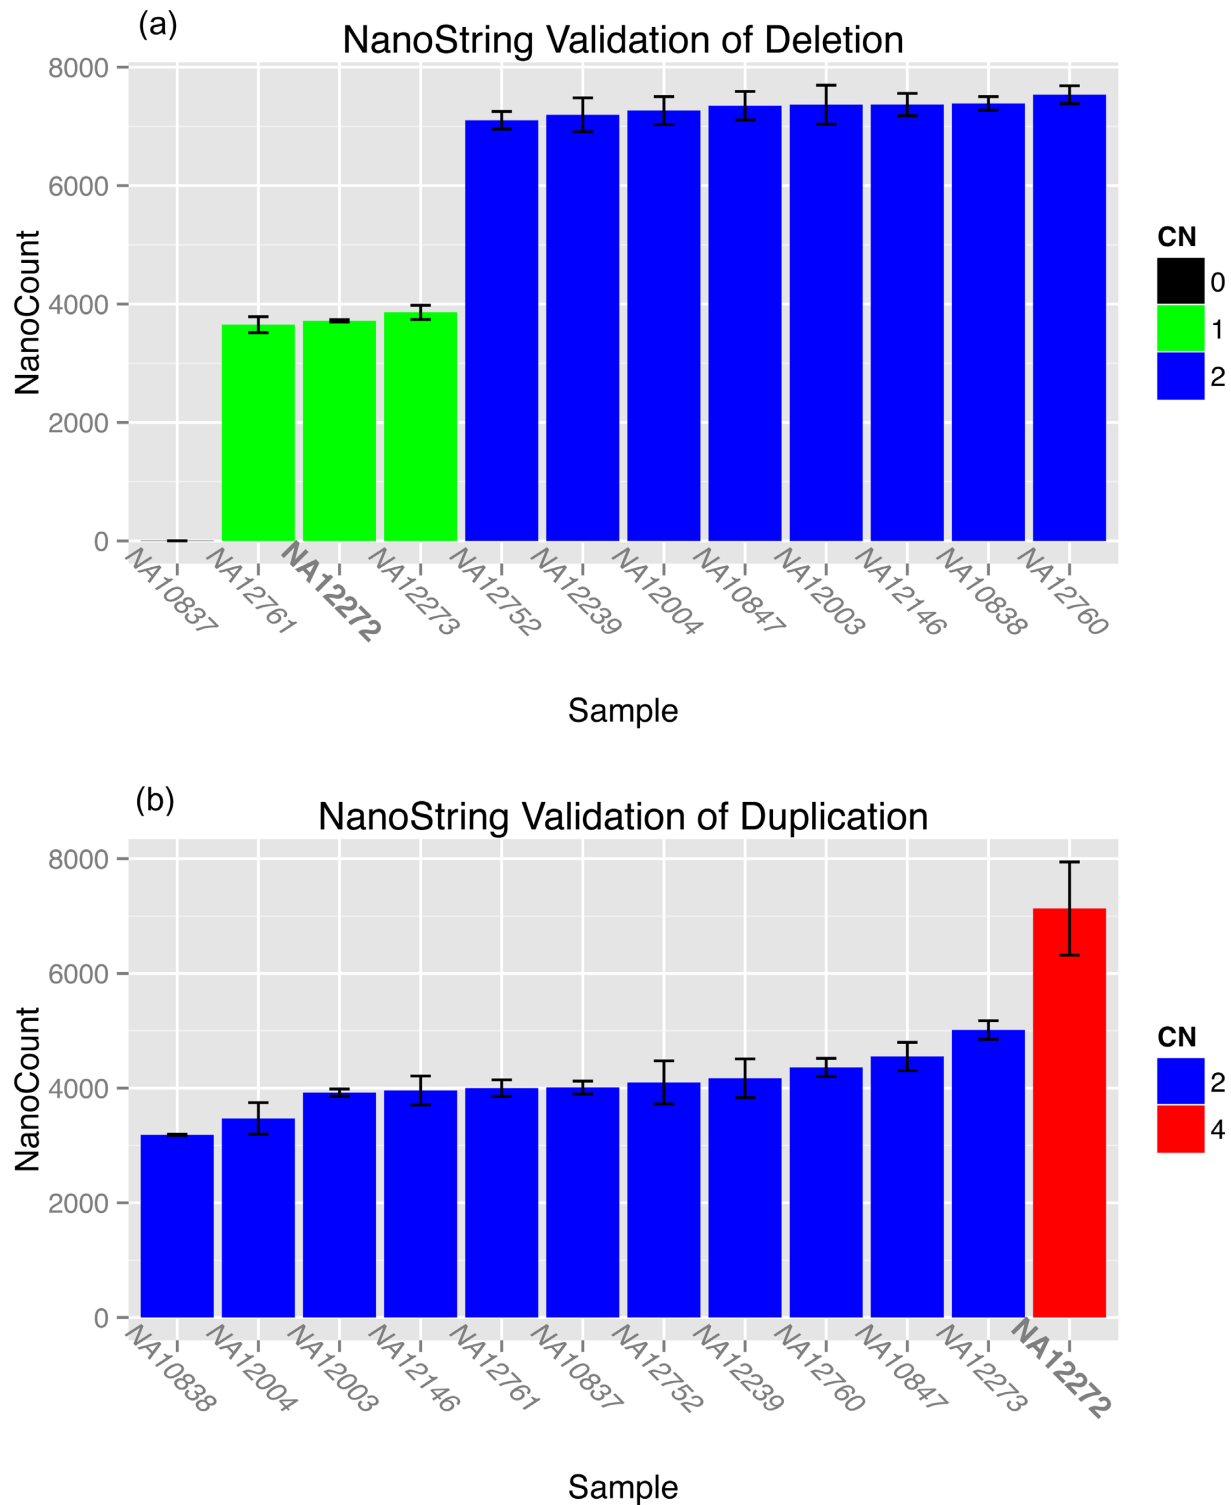 (a)
NanoString Validation of Deletion
8000
6000
4000
2000
0
NanoCount
NA10837
NA12761
NA12272
NA12273
NA12752
NA12239
NA12004
NA10847
NA12003
NA12146
NA10838
NA12760
Sample
CN
0
1
2
(b)
NanoString Validation of Duplication
8000
6000
4000
2000
0
NanoCount
NA10838
NA12004
NA12003
NA12146
NA12761
NA10837
NA12752
NA12239
NA12760
NA10847
NA12273
NA12272
Sample
CN
2
4